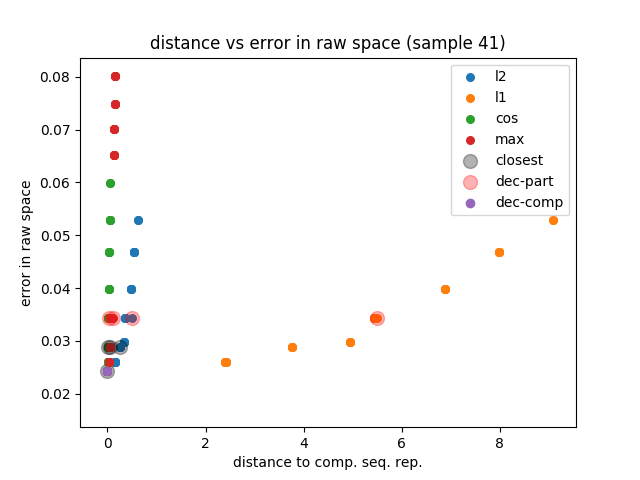 distance vs error in raw space (sample 41)
l2
l1
cos
max
closest
dec-part
dec-comp
error in raw space
0.08
0.07
0.06
0.05
0.04
0.03
0.02
0
2
4
6
8
distance to comp. seq. rep.